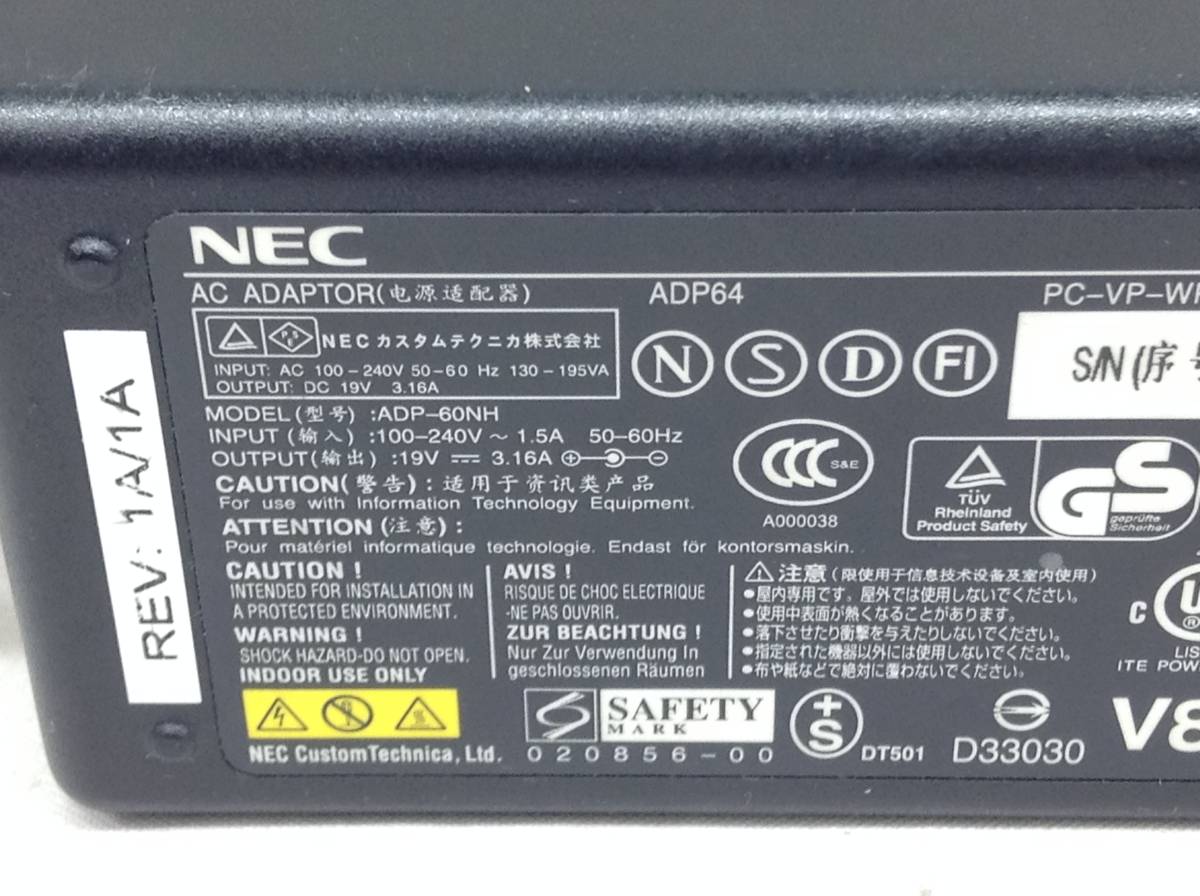 NEC
AC ADAPTOR(电源适配器) ADP64 PC-VP-W
PSE NECカスタムテクニカ株式会社
INPUT: AC 100-240V 50-60 Hz 130-195VA
OUTPUT: DC 19V 3.16A
N S D FI
S/N(序号
MODEL(型号) :ADP-60NH
INPUT (输入) :100-240V ~ 1.5A 50-60Hz
OUTPUT(输出) :19V ⎓ 3.16A
CAUTION(警告) : 适用于资讯类产品
For use with Information Technology Equipment.
ATTENTION (注意) :
Pour matériel informatique technologie. Endast för kontorsmaskin.
CCC S&E
A000038
TÜV
Rheinland
Product Safety
GS
geprüfte
Sicherheit
CAUTION !
INTENDED FOR INSTALLATION IN
A PROTECTED ENVIRONMENT.
WARNING !
SHOCK HAZARD-DO NOT OPEN.
INDOOR USE ONLY
AVIS !
RISQUE DE CHOC ELECTRIQUE
-NE PAS OUVRIR.
ZUR BEACHTUNG !
Nur Zur Verwendung In
geschlossenen Räumen
⚠注意 (限使用于信息技术设备及室内使用)
●屋内専用です。屋外では使用しないでください。
●使用中表面が熱くなることがあります。
●落下させたり衝撃を与えたりしないでください。
●指定された機器以外には使用しないでください。
●布や紙などで絶対に覆わないでください。
C U ®
LIS
ITE POW
NEC CustomTechnica, Ltd.
SAFETY
MARK
020856-00
+S
DT501
D33030
V8
REV: 1A/1A